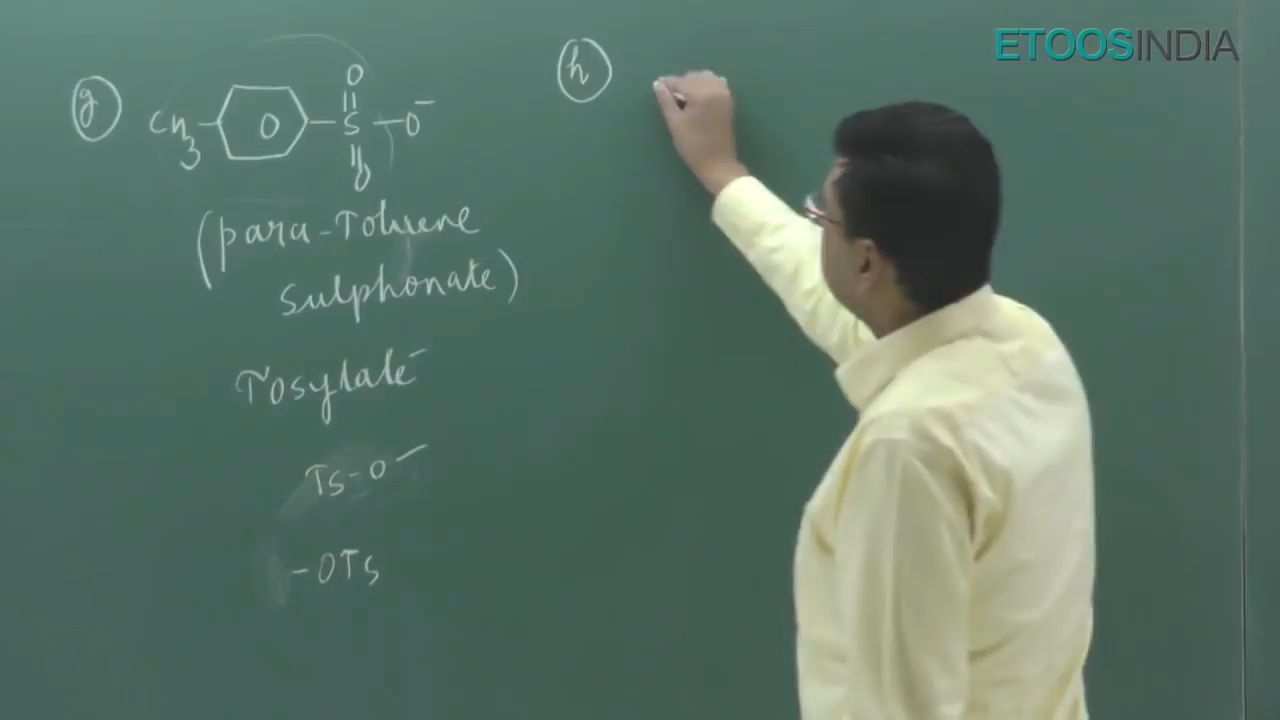 ETOOSINDIA
g
O
CH3 O S O-
O
(para-Toluene
sulphonate)
Tosylate
Ts-O-
-OTs
h